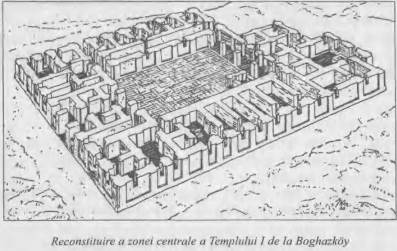 Reconstituire a zonei centrale a Templului I de la Boghazköy